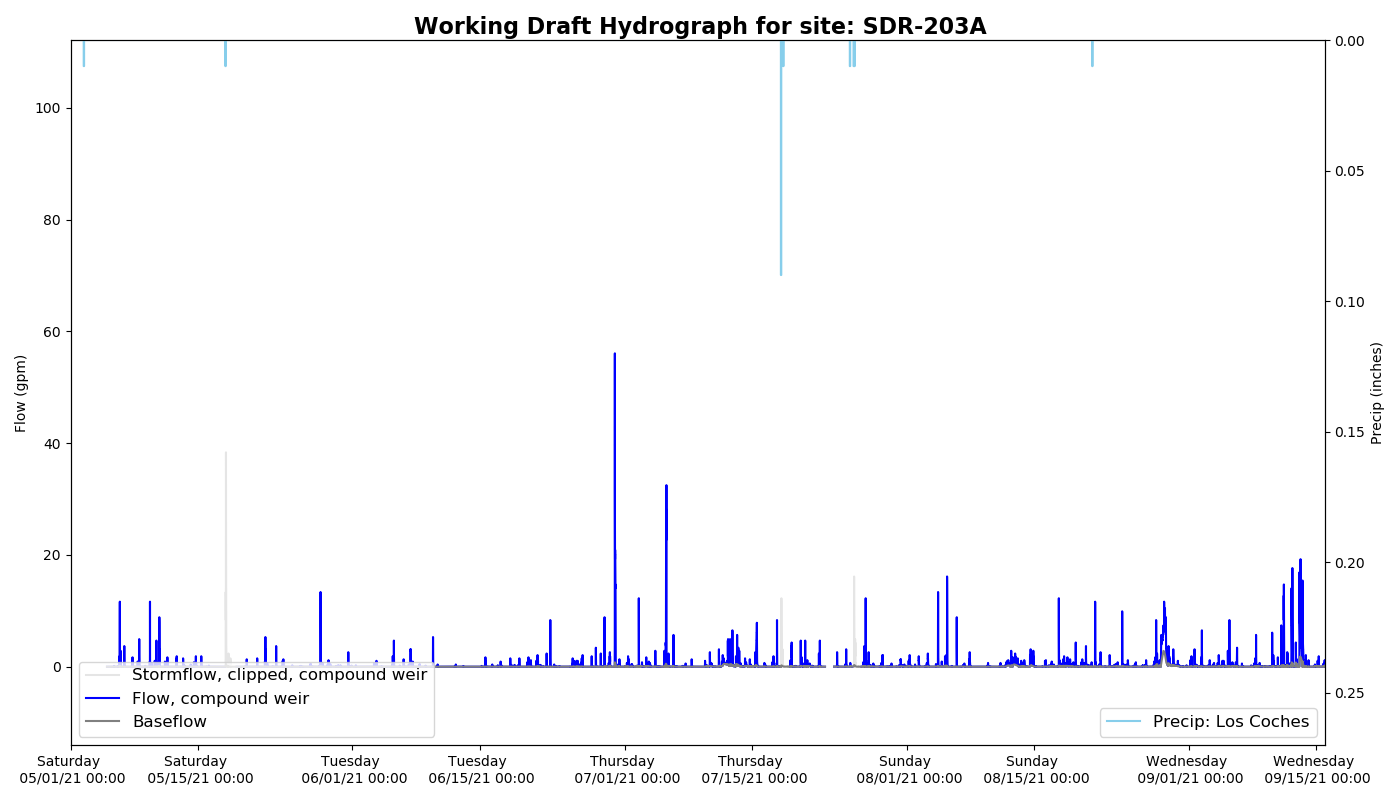 Working Draft Hydrograph for site: SDR-203A
0.00
100
0.05
80
0.10
60
Flow (gpm)
Precip (inches)
0.15
40
20
0.20
0
0.25
Stormflow, clipped, compound weir
Flow, compound weir
Baseflow
Precip: Los Coches
Saturday Saturday Tuesday Tuesday Thursday Thursday Sunday Sunday Wednesday Wednesday
05/01/21 00:00 05/15/21 00:00 06/01/21 00:00 06/15/21 00:00 07/01/21 00:00 07/15/21 00:00 08/01/21 00:00 08/15/21 00:00 09/01/21 00:00 09/15/21 00:00